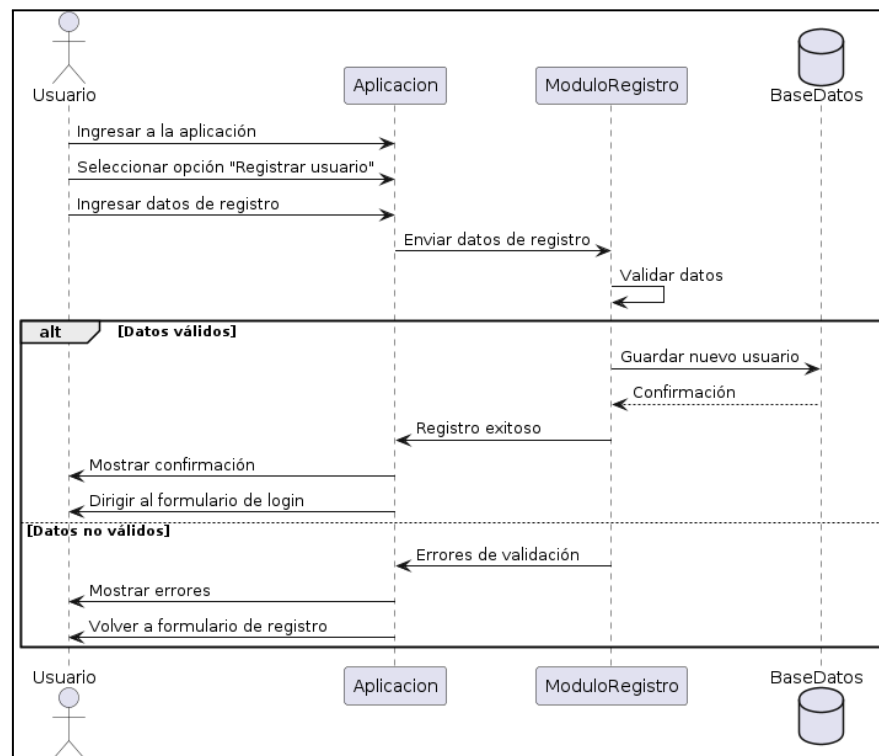 Usuario
Aplicacion
ModuloRegistro
BaseDatos
Ingresar a la aplicación
Seleccionar opción "Registrar usuario"
Ingresar datos de registro
Enviar datos de registro
Validar datos
alt
[Datos válidos]
Guardar nuevo usuario
Confirmación
Registro exitoso
Mostrar confirmación
Dirigir al formulario de login
[Datos no válidos]
Errores de validación
Mostrar errores
Volver a formulario de registro
Usuario
Aplicacion
ModuloRegistro
BaseDatos